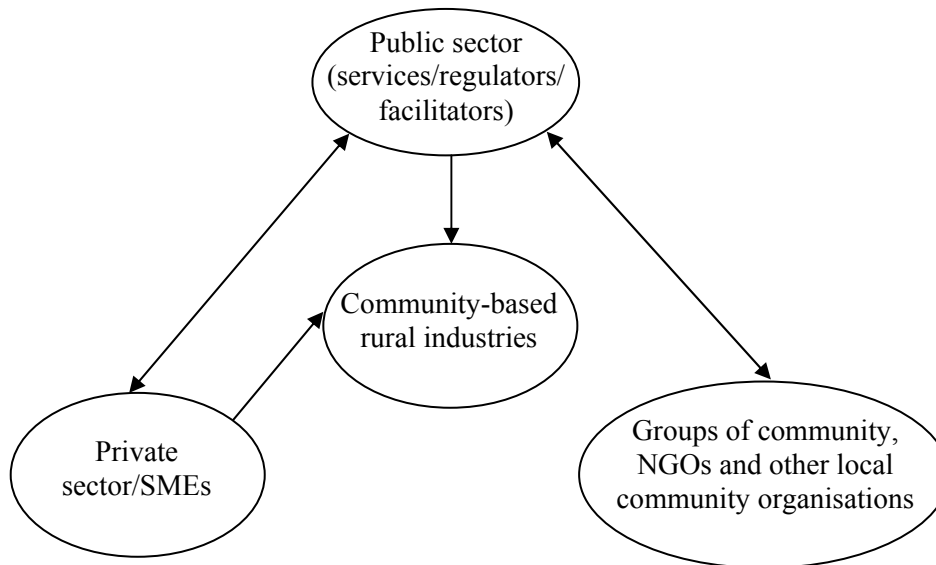 Public sector
(services/regulators/
facilitators)
Community-based
rural industries
Private
sector/SMEs
Groups of community,
NGOs and other local
community organisations